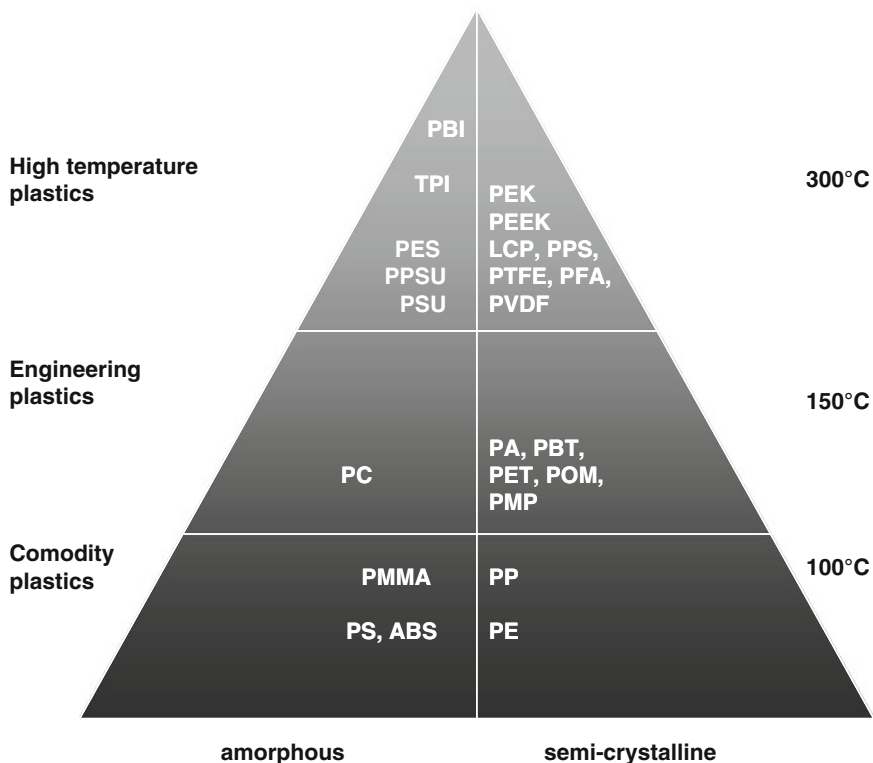 PBI
High temperature
plastics
TPI
300°C
PEK
PEEK
PES
LCP, PPS,
PPSU
PTFE, PFA,
PSU
PVDF
Engineering
plastics
150°C
PC
PA, PBT,
PET, POM,
PMP
Comodity
plastics
100°C
PMMA
PP
PS, ABS
PE
amorphous
semi-crystalline